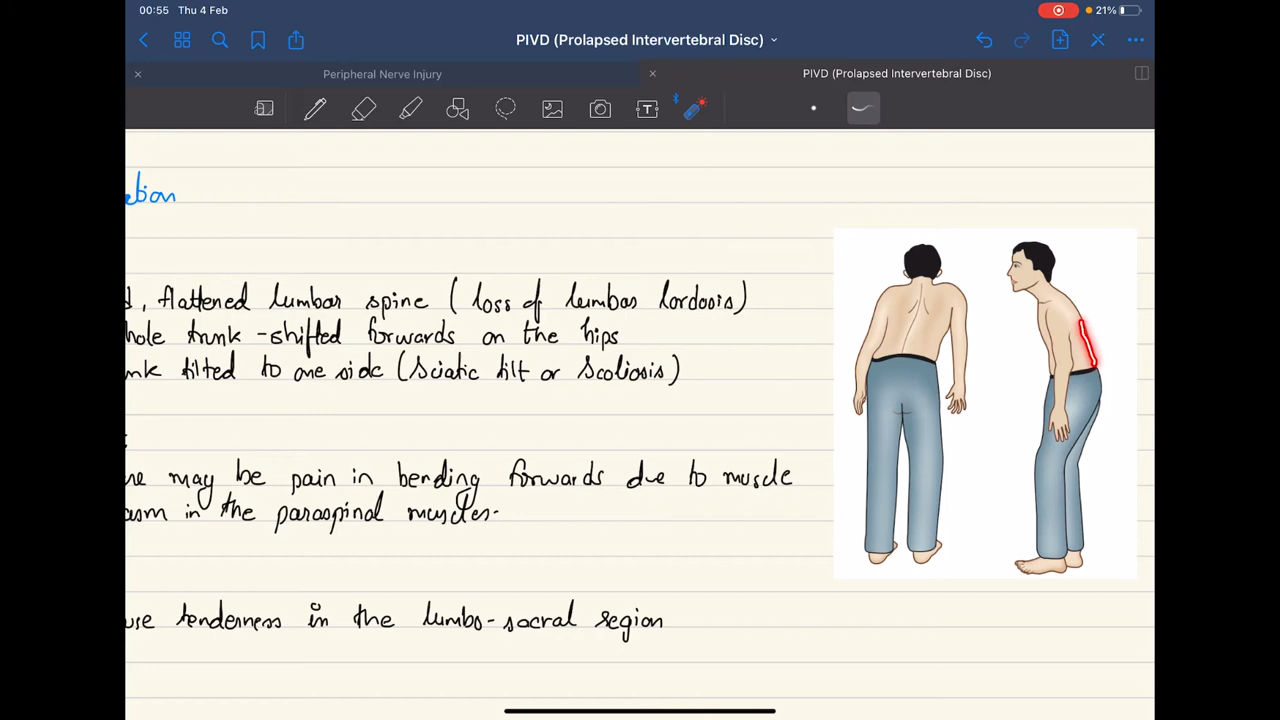 00:55 Thu 4 Feb
21%
PIVD (Prolapsed Intervertebral Disc)
Peripheral Nerve Injury
PIVD (Prolapsed Intervertebral Disc)
T
tion
d, flattened lumbar spine (loss of lumbar lordosis)
hole trunk - shifted forwards on the hips
nk tilted to one side (Sciatic tilt or Scoliosis)
re may be pain in bending forwards due to muscle
asm in the paraspinal muscles.
use tenderness in the lumbo-sacral region